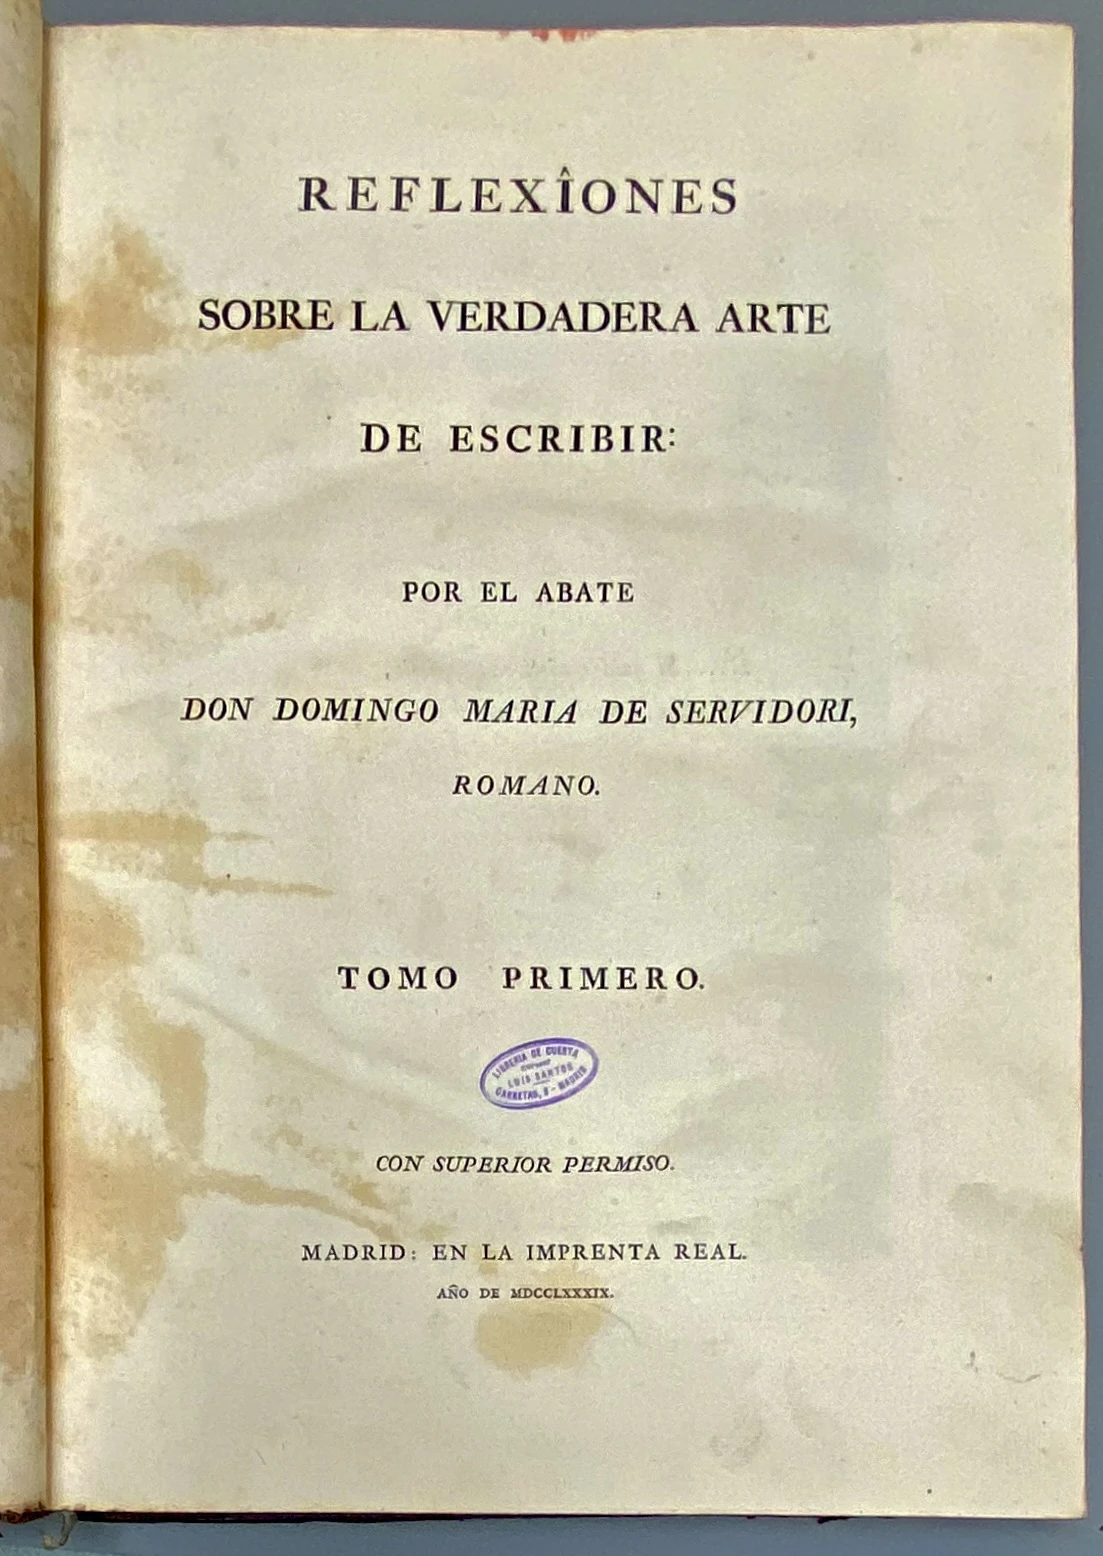 REFLEXÎONES
SOBRE LA VERDADERA ARTE
DE ESCRIBIR:
POR EL ABATE
DON DOMINGO MARIA DE SERVIDORI,
ROMANO.
TOMO PRIMERO.
LIBRERIA DE CUESTA
LUIS SANTOS
CARRETAS, 9 - MADRID
CON SUPERIOR PERMISO.
MADRID: EN LA IMPRENTA REAL.
AÑO DE MDCCLXXXIX.